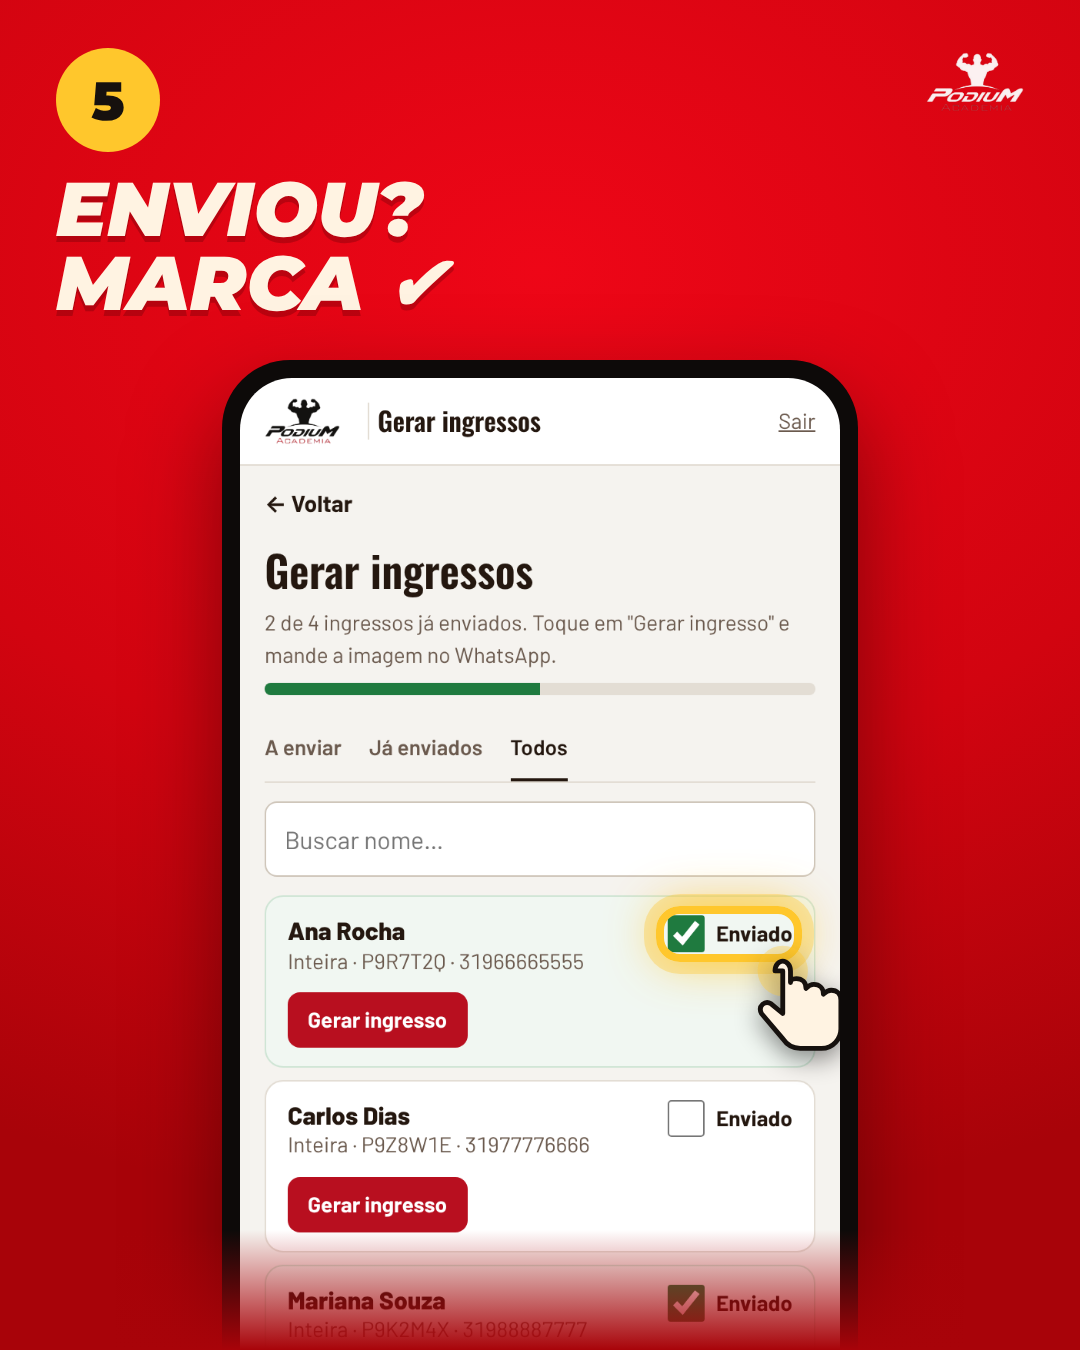 5
PODIUM
ACADEMIA
ENVIOU?
MARCA ✔
PODIUM
ACADEMIA
Gerar ingressos
Sair
← Voltar
Gerar ingressos
2 de 4 ingressos já enviados. Toque em "Gerar ingresso" e
mande a imagem no WhatsApp.
A enviar
Já enviados
Todos
Buscar nome...
Ana Rocha
Enviado
Inteira · P9R7T2Q · 31966665555
Gerar ingresso
Carlos Dias
Enviado
Inteira · P9Z8W1E · 31977776666
Gerar ingresso
Mariana Souza
Enviado
Inteira · P9K2M4X · 31988887777